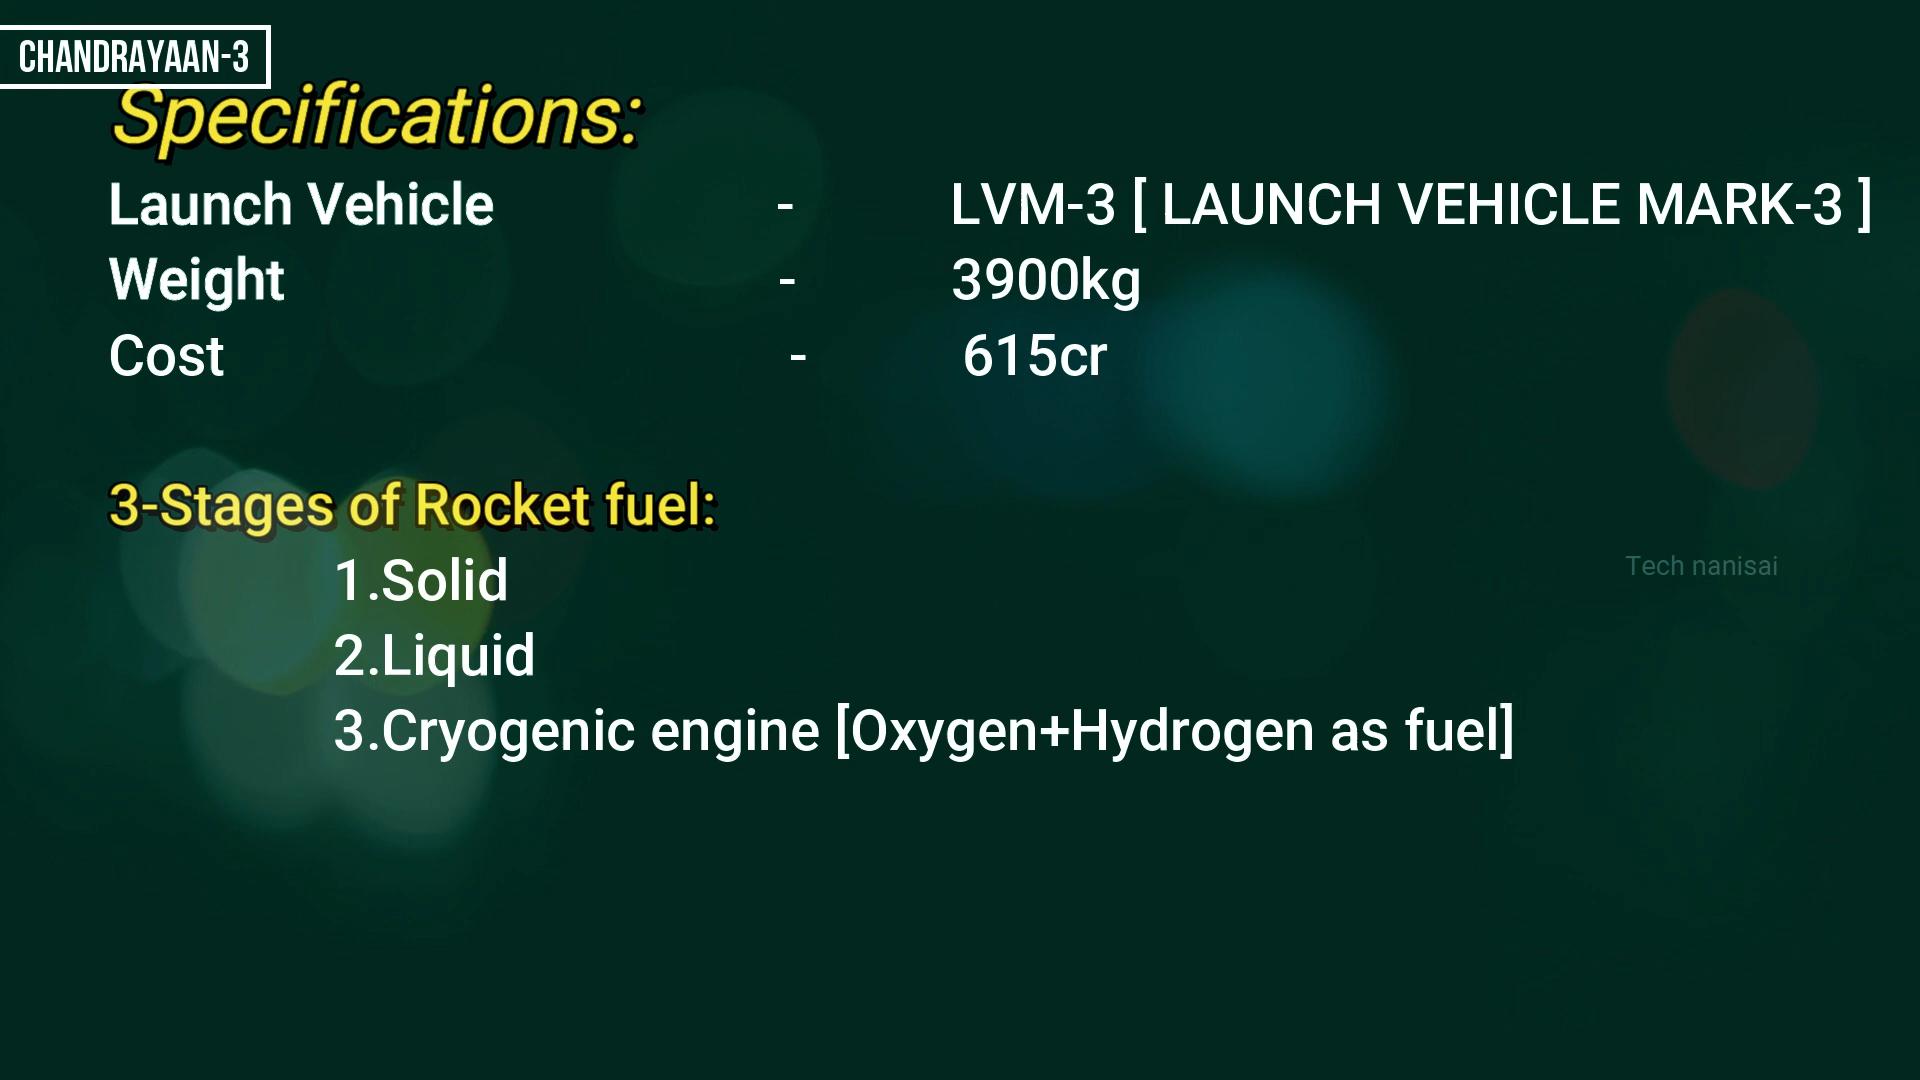 CHANDRAYAAN-3
Specifications:
Launch Vehicle - LVM-3 [ LAUNCH VEHICLE MARK-3 ]
Weight - 3900kg
Cost - 615cr
3-Stages of Rocket fuel:
1.Solid
Tech nanisai
2.Liquid
3.Cryogenic engine [Oxygen+Hydrogen as fuel]